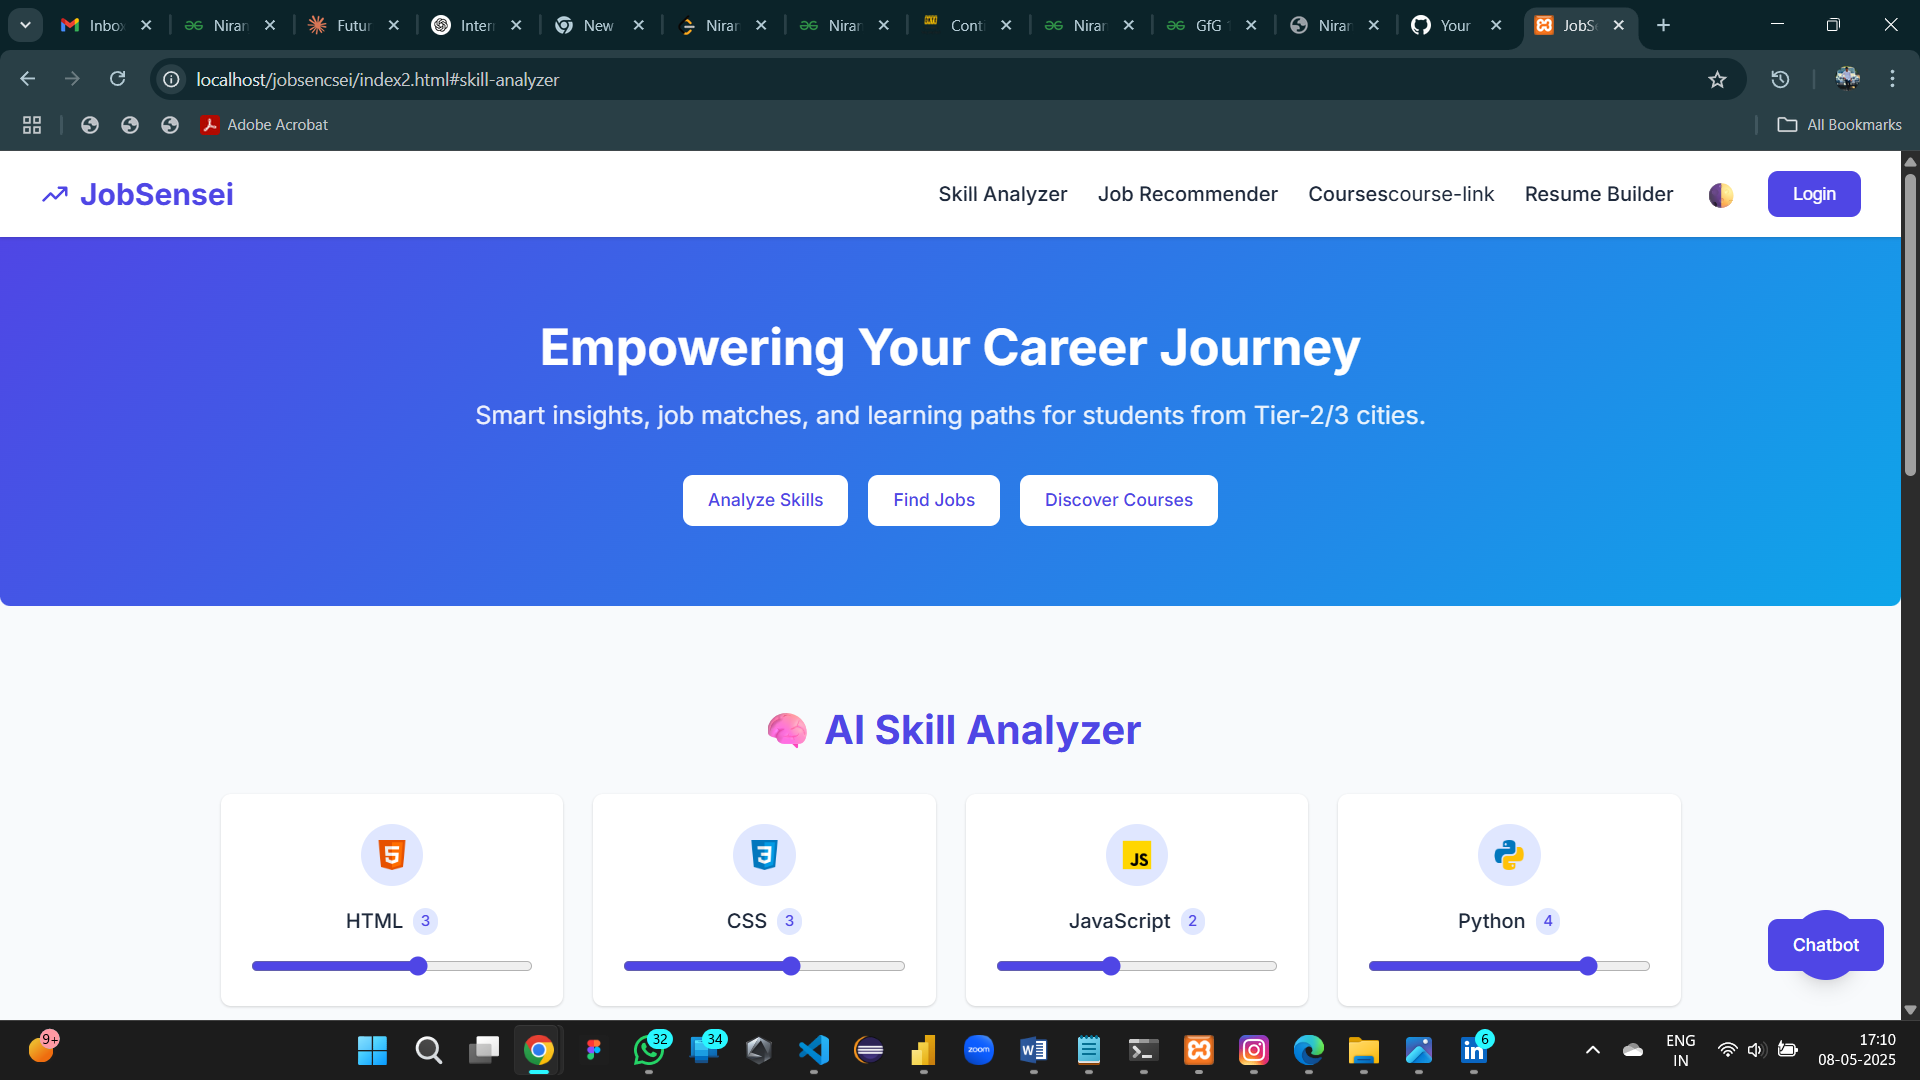 Inbox
Niran
Futur
Intern
New
Niran
Niran
Conti
Niran
GfG
Niran
Your
JobSe
localhost/jobsencsei/index2.html#skill-analyzer
Adobe Acrobat
All Bookmarks
JobSensei
Skill Analyzer
Job Recommender
Coursescourse-link
Resume Builder
Login
Empowering Your Career Journey
Smart insights, job matches, and learning paths for students from Tier-2/3 cities.
Analyze Skills
Find Jobs
Discover Courses
AI Skill Analyzer
HTML 3
CSS 3
JS
JavaScript 2
Python 4
Chatbot
9+
32
34
zoom
6
ENG
IN
17:10
08-05-2025